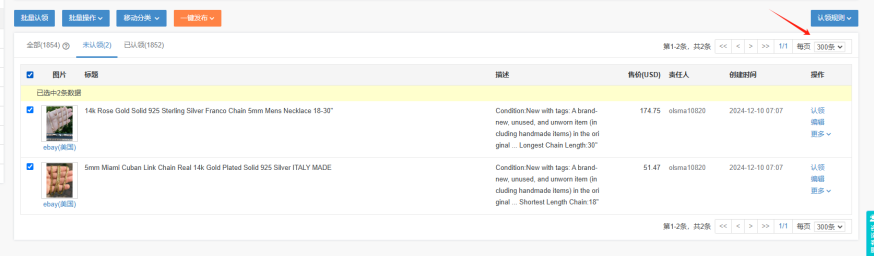 批量认领 批量操作 移动分类 一键发布 认领规则
全部(1854) 未认领(2) 已认领(1852) 第1-2条，共2条 << < > >> 1/1 每页 300条
图片 标题 描述 售价(USD) 责任人 创建时间 操作
已选中2条数据
14k Rose Gold Solid 925 Sterling Silver Franco Chain 5mm Mens Necklace 18-30" Condition:New with tags: A brand- 174.75 olsma10820 2024-12-10 07:07 认领
new, unused, and unworn item (in 编辑
cluding handmade items) in the ori 更多
ginal ... Longest Chain Length:30"
ebay(美国)
5mm Miami Cuban Link Chain Real 14k Gold Plated Solid 925 Silver ITALY MADE Condition:New with tags: A brand- 51.47 olsma10820 2024-12-10 07:07 认领
new, unused, and unworn item (in 编辑
cluding handmade items) in the ori 更多
ginal ... Shortest Length Chain:18"
ebay(美国)
第1-2条，共2条 << < > >> 1/1 每页 300条